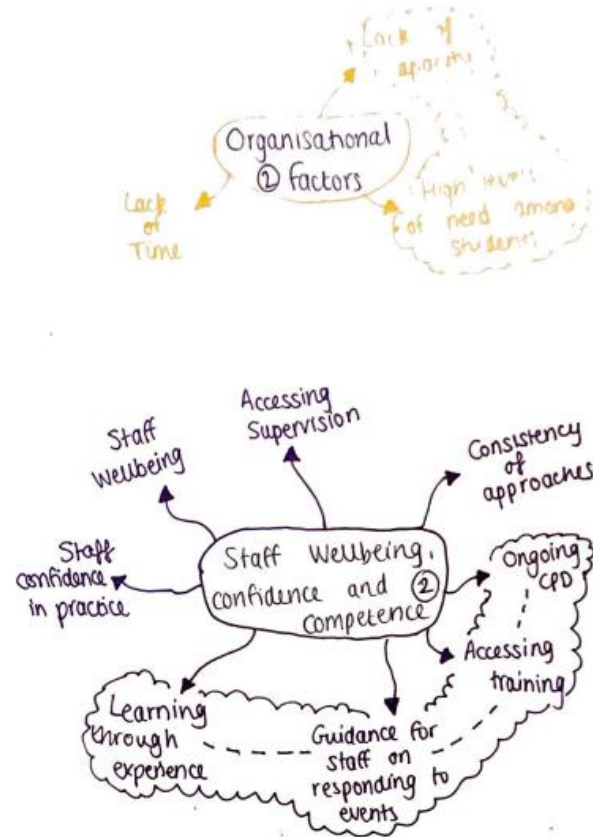 Lack of
Organisational
② factors
Lack
of
Time
High levels
of need among
students
Accessing
Supervision
Staff
Wellbeing
Consistency
of
approaches
Staff
confidence
in practice
Staff Wellbeing,
confidence and ②
competence
Ongoing
CPD
Accessing
training
Learning
through
experience
Guidance for
staff on
responding to
events